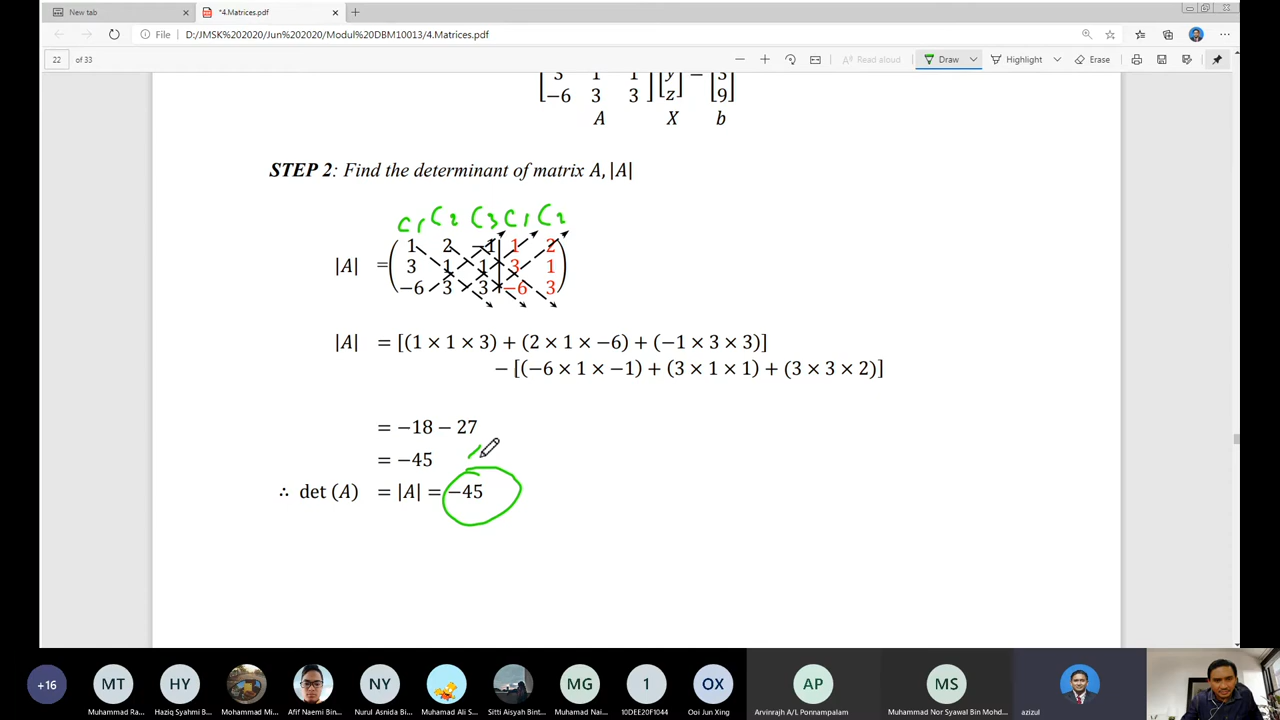 New tab
*4.Matrices.pdf
File D:/JMSK%202020/Jun%202020/Modul%20DBM10013/4.Matrices.pdf
22 of 33 Read aloud Draw Highlight Erase
[3 1 1] [y] = [3]
[−6 3 3] [z] [9]
A X b
STEP 2: Find the determinant of matrix A, |A|
C1 C2 C3 C1 C2
1 2 −1 1 2
|A| = 3 1 1 3 1
−6 3 3 −6 3
|A| = [(1 × 1 × 3) + (2 × 1 × −6) + (−1 × 3 × 3)]
− [(−6 × 1 × −1) + (3 × 1 × 1) + (3 × 3 × 2)]
= −18 − 27
= −45
∴ det (A) = |A| = −45
+16 MT HY NY MG 1 OX AP MS
Muhammad Ra... Haziq Syahmi B... Mohammad Mi... Afif Naemi Bin... Nurul Asnida Bi... Muhamad Ali S... Sitti Aisyah Bint... Muhamad Nai... 10DEE20F1044 Ooi Jun Xing Arvinrajh A/L Ponnampalam Muhammad Nor Syawal Bin Mohd... azizul